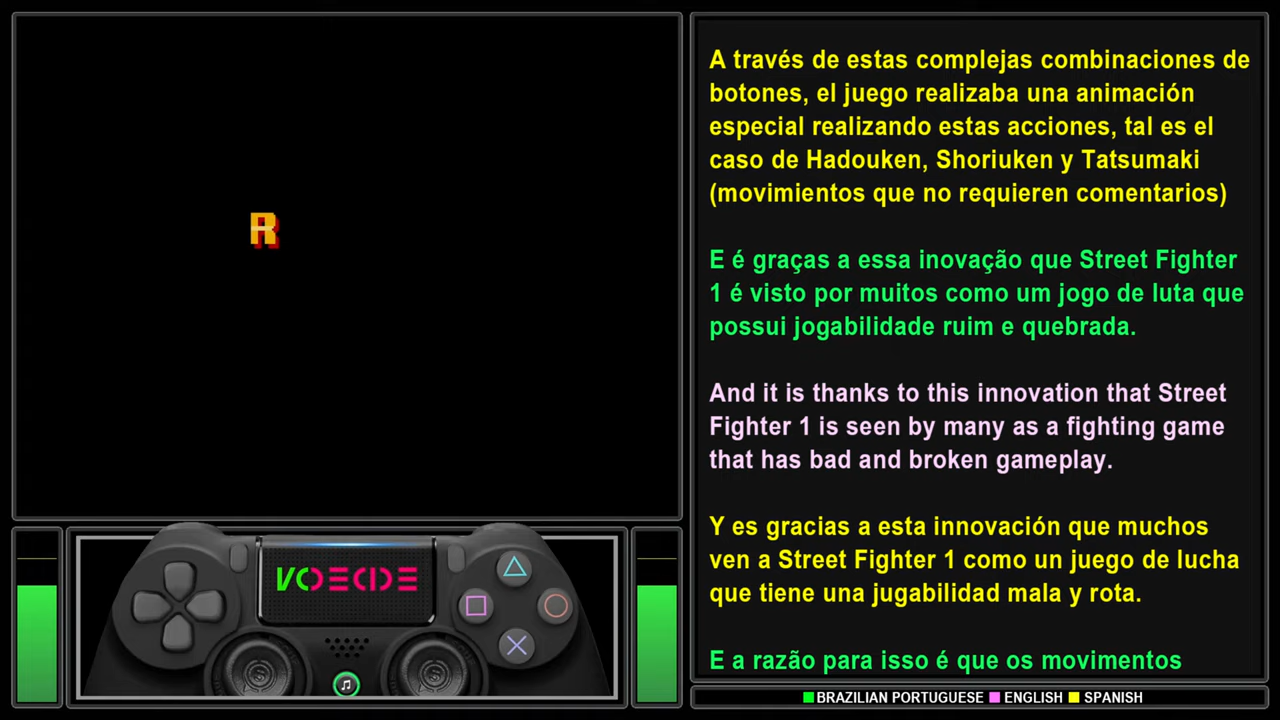 R
A través de estas complejas combinaciones de
botones, el juego realizaba una animación
especial realizando estas acciones, tal es el
caso de Hadouken, Shoriuken y Tatsumaki
(movimientos que no requieren comentarios)
E é graças a essa inovação que Street Fighter
1 é visto por muitos como um jogo de luta que
possui jogabilidade ruim e quebrada.
And it is thanks to this innovation that Street
Fighter 1 is seen by many as a fighting game
that has bad and broken gameplay.
Y es gracias a esta innovación que muchos
ven a Street Fighter 1 como un juego de lucha
que tiene una jugabilidad mala y rota.
E a razão para isso é que os movimentos
BRAZILIAN PORTUGUESE ENGLISH SPANISH